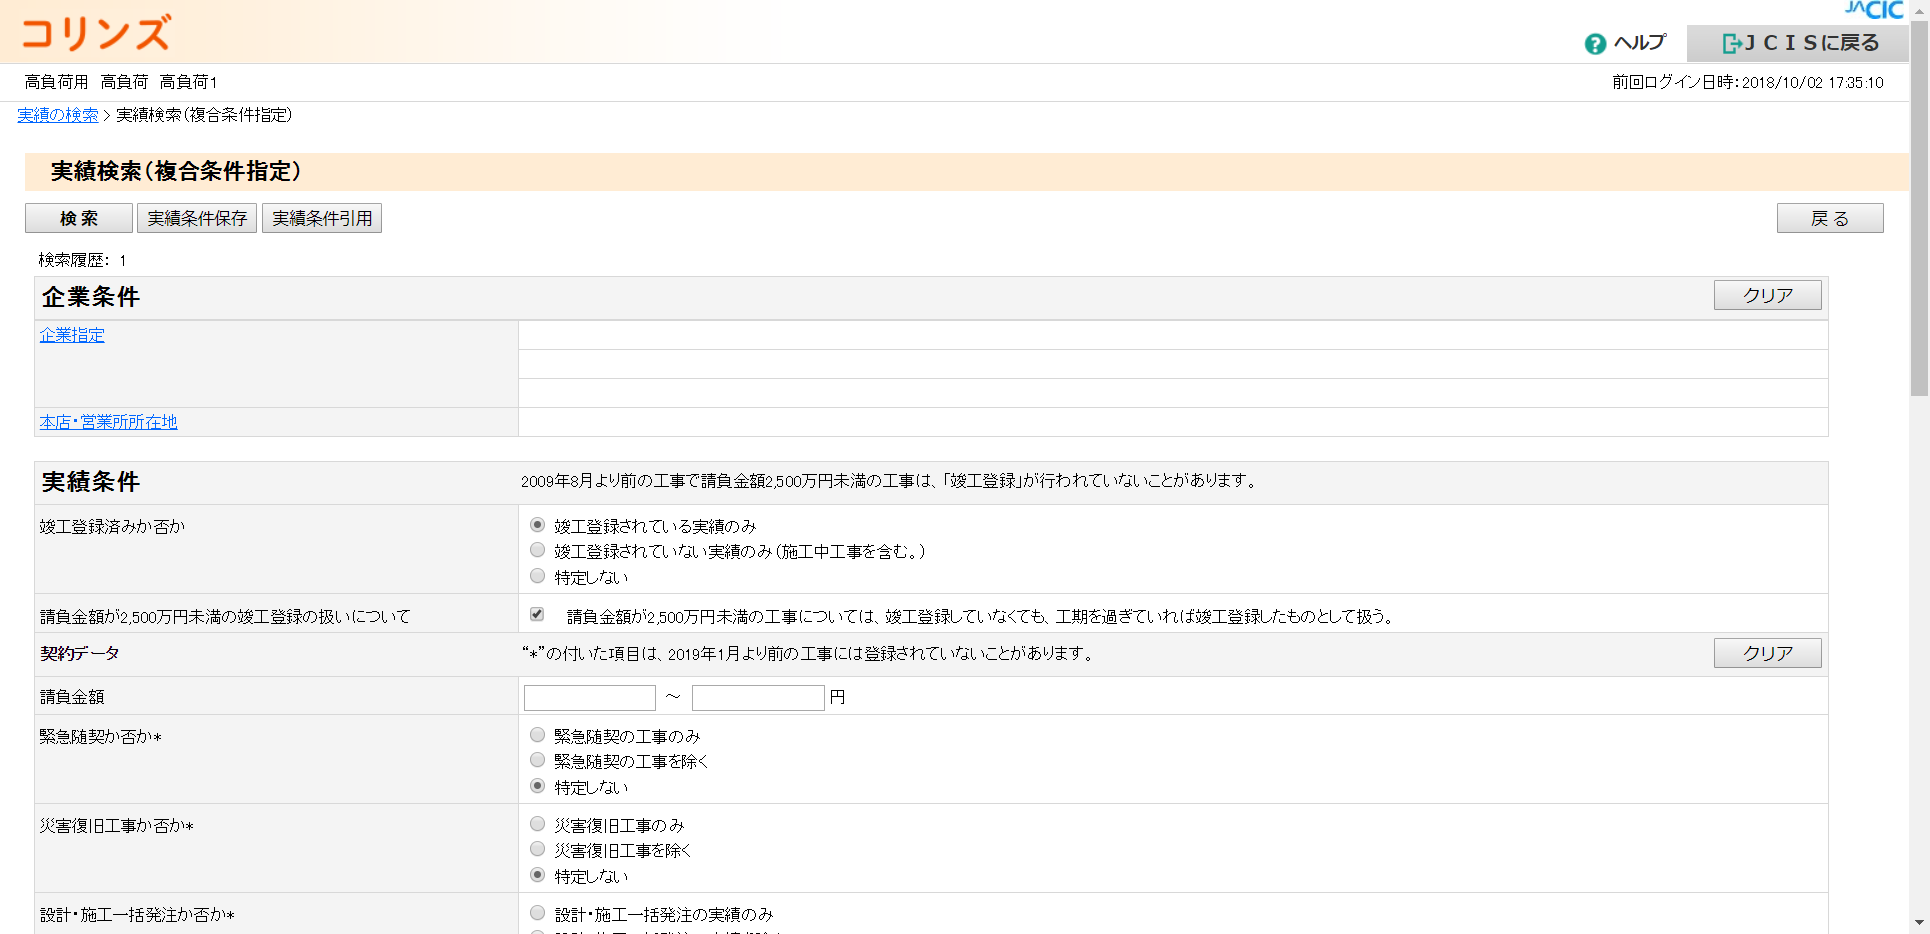 JACIC
コリンズ
ヘルプ
ＪＣＩＳに戻る
高負荷用 高負荷 高負荷1
前回ログイン日時：2018/10/02 17:35:10
実績の検索 > 実績検索（複合条件指定）
実績検索（複合条件指定）
検 索
実績条件保存
実績条件引用
戻 る
検索履歴： 1
企業条件
クリア
企業指定
本店・営業所所在地
実績条件
2009年8月より前の工事で請負金額2,500万円未満の工事は、「竣工登録」が行われていないことがあります。
竣工登録済みか否か
竣工登録されている実績のみ
竣工登録されていない実績のみ（施工中工事を含む。）
特定しない
請負金額が2,500万円未満の竣工登録の扱いについて
請負金額が2,500万円未満の工事については、竣工登録していなくても、工期を過ぎていれば竣工登録したものとして扱う。
契約データ
“*”の付いた項目は、2019年1月より前の工事には登録されていないことがあります。
クリア
請負金額
～
円
緊急随契か否か*
緊急随契の工事のみ
緊急随契の工事を除く
特定しない
災害復旧工事か否か*
災害復旧工事のみ
災害復旧工事を除く
特定しない
設計・施工一括発注か否か*
設計・施工一括発注の実績のみ